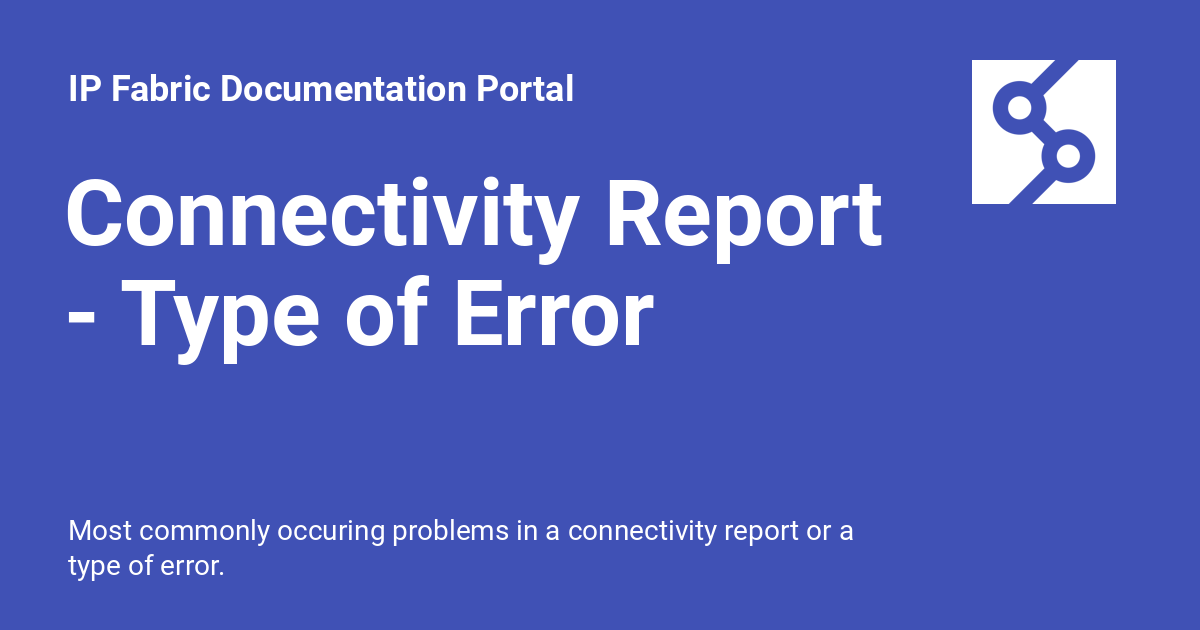 IP Fabric Documentation Portal
Connectivity Report
- Type of Error
Most commonly occuring problems in a connectivity report or a
type of error.